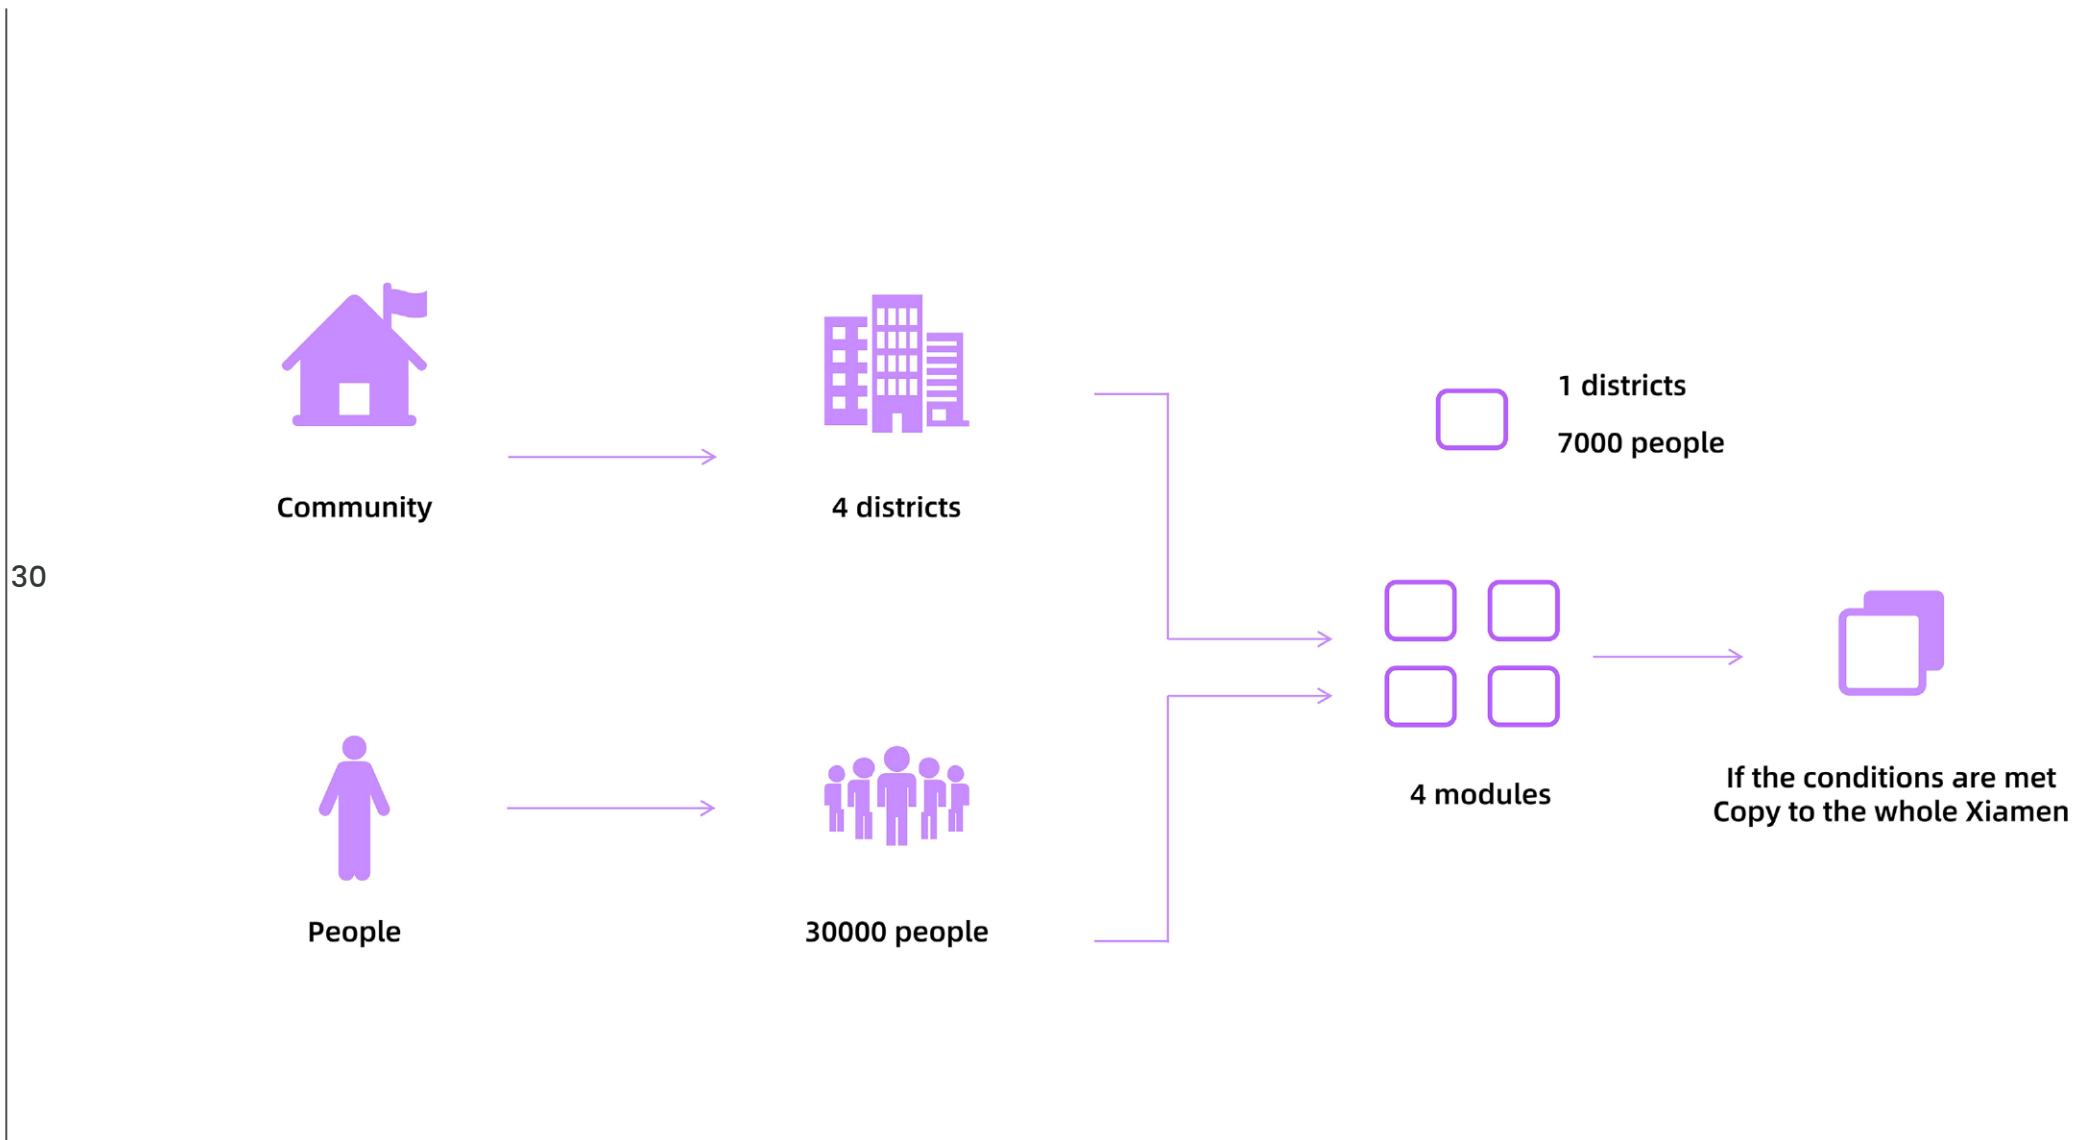 30
Community
4 districts
1 districts
7000 people
People
30000 people
4 modules
If the conditions are met
Copy to the whole Xiamen